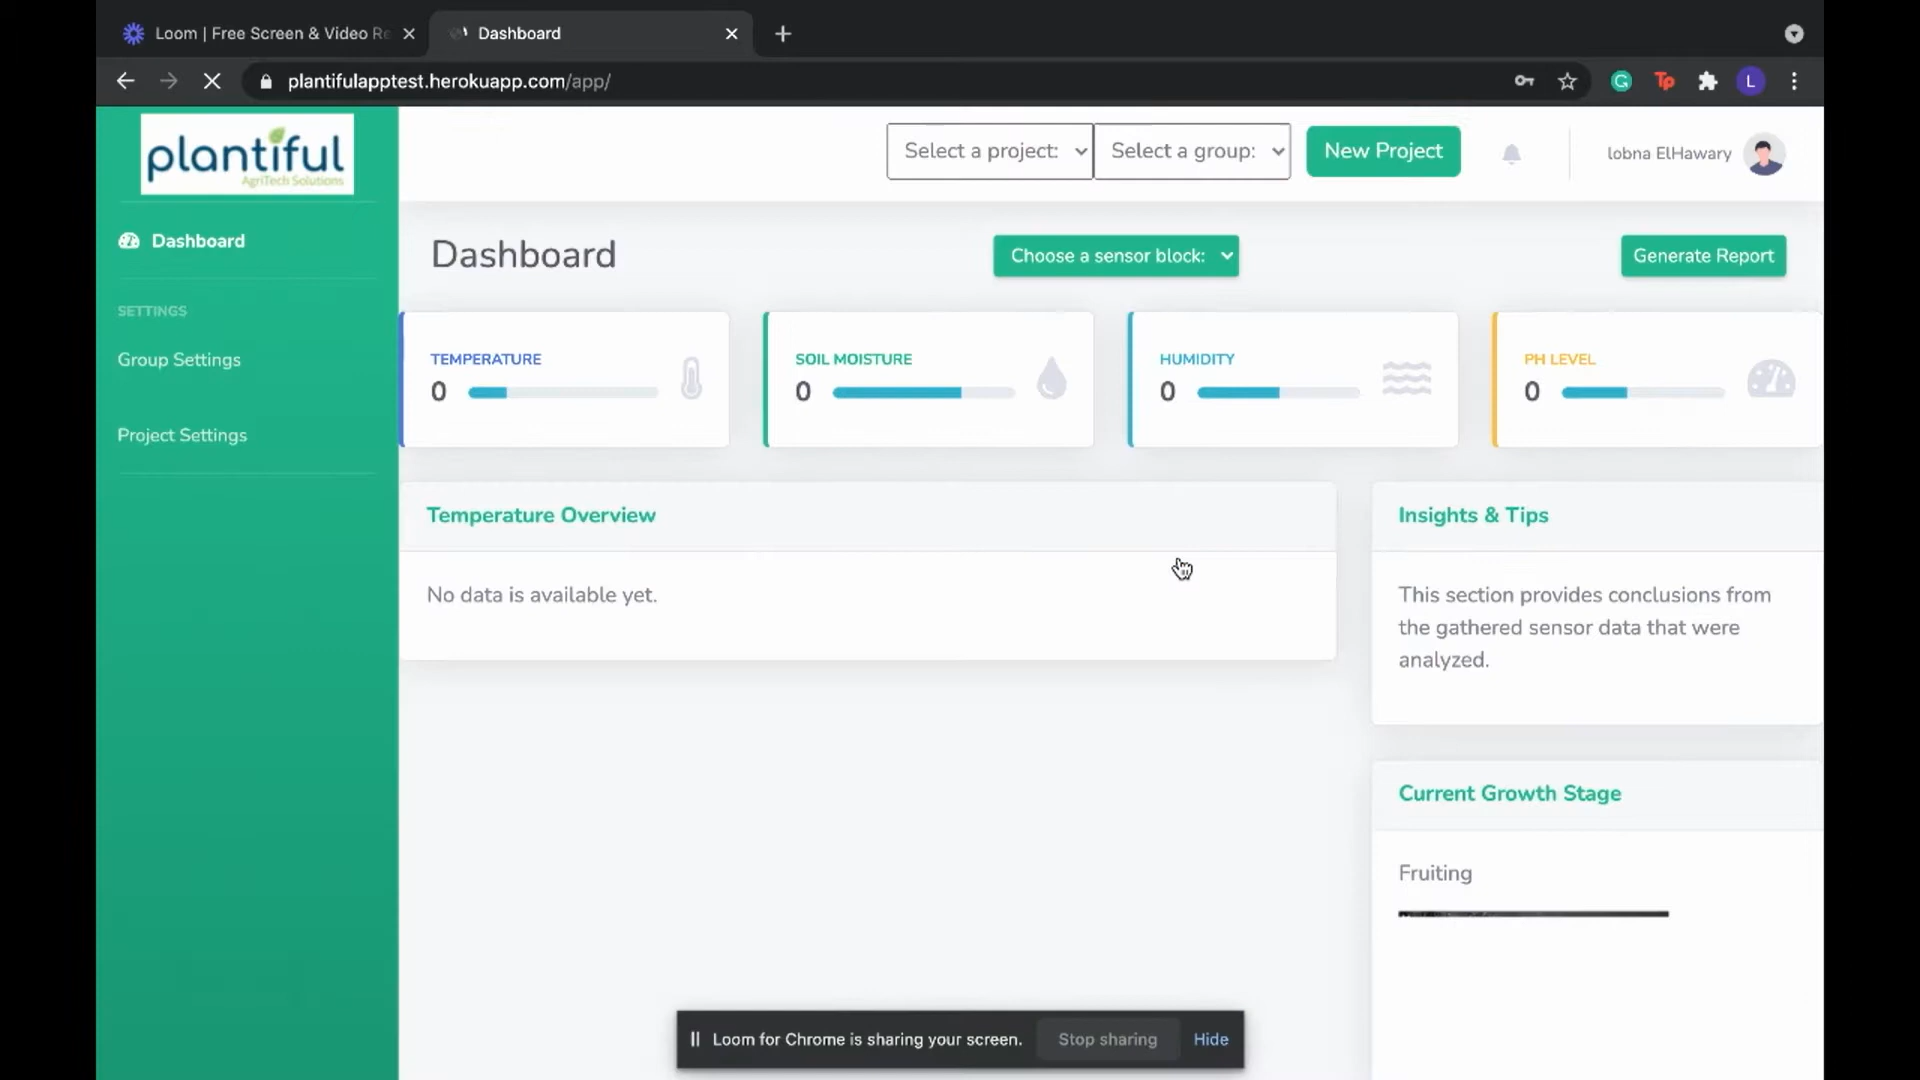 Loom | Free Screen & Video Re
Dashboard
plantifulapptest.herokuapp.com/app/
L
plantiful
AgriTech Solutions
Select a project:
Select a group:
New Project
lobna ElHawary
Dashboard
SETTINGS
Group Settings
Project Settings
Dashboard
Choose a sensor block:
Generate Report
TEMPERATURE
0
SOIL MOISTURE
0
HUMIDITY
0
PH LEVEL
0
Temperature Overview
No data is available yet.
Insights & Tips
This section provides conclusions from
the gathered sensor data that were
analyzed.
Current Growth Stage
Fruiting
Loom for Chrome is sharing your screen.
Stop sharing
Hide